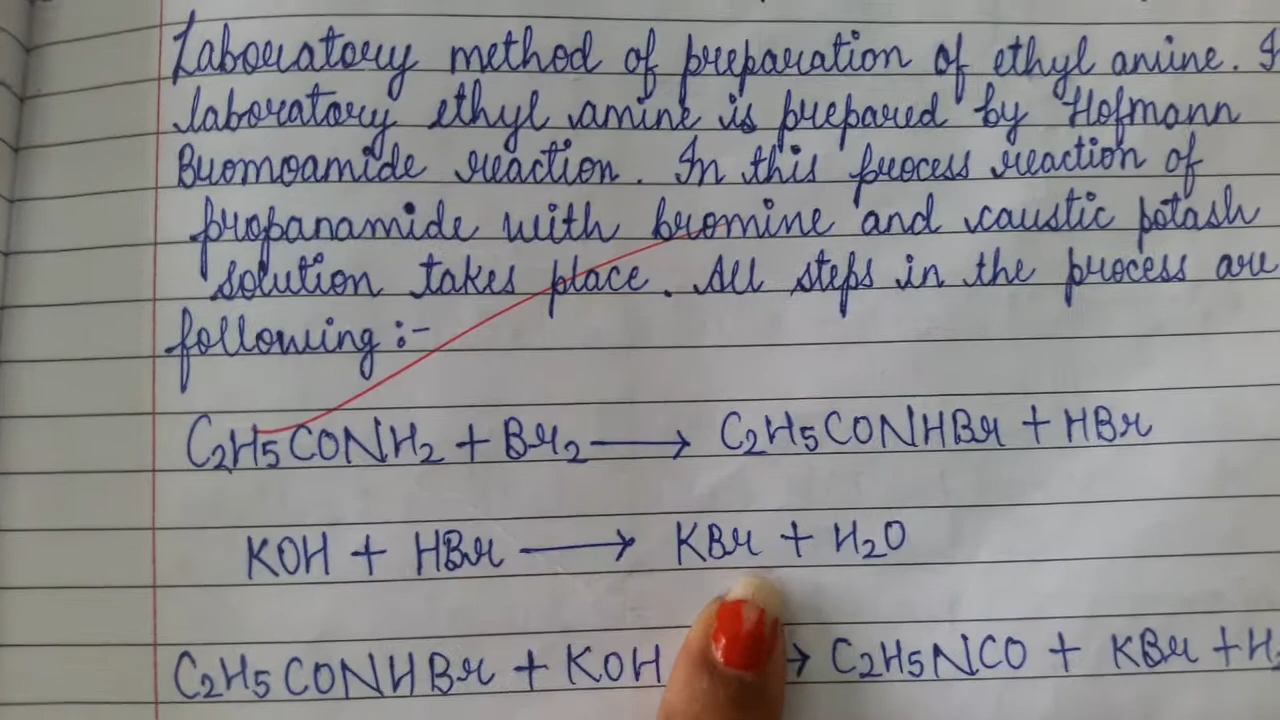 Laboratory method of preparation of ethyl amine. I
laboratory ethyl amine is prepared by Hofmann
Bromoamide reaction. In this process reaction of
propanamide with bromine and caustic potash
solution takes place. All steps in the process are
following :-
C₂H₅CONH₂ + Br₂ ⟶ C₂H₅CONHBr + HBr
KOH + HBr ⟶ KBr + H₂O
C₂H₅CONHBr + KOH → C₂H₅NCO + KBr + H